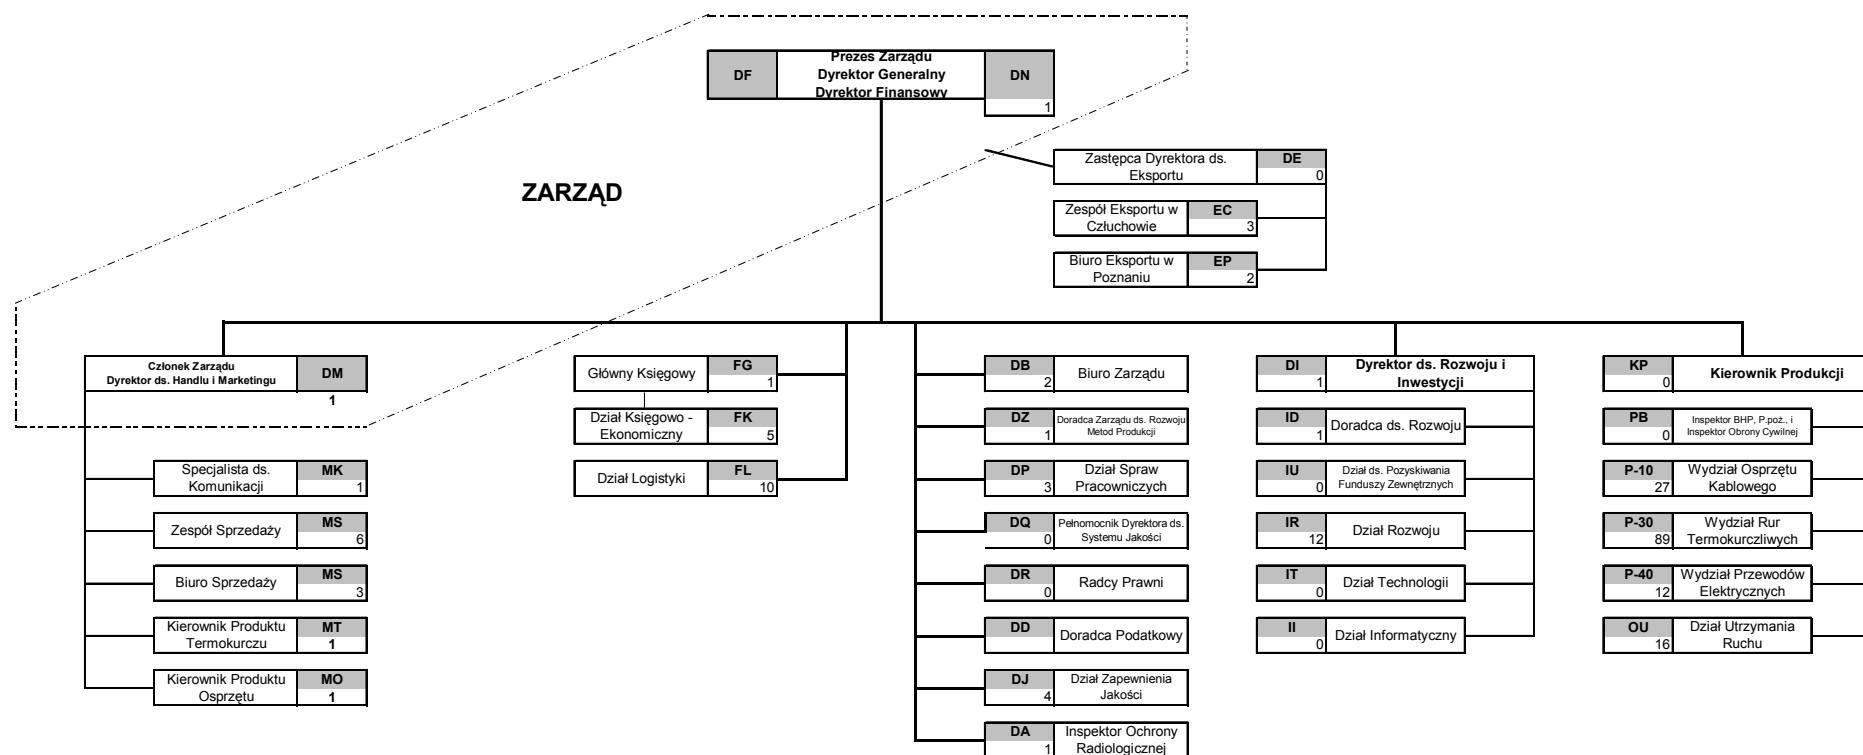 DF
Prezes Zarządu
Dyrektor Generalny
Dyrektor Finansowy
DN
1
Zastępca Dyrektora ds.
Eksportu
DE
0
ZARZĄD
Zespół Eksportu w
Człuchowie
EC
3
Biuro Eksportu w
Poznaniu
EP
2
Członek Zarządu
Dyrektor ds. Handlu i Marketingu
DM
1
Specjalista ds.
Komunikacji
MK
1
Zespół Sprzedaży
MS
6
Biuro Sprzedaży
MS
3
Kierownik Produktu
Termokurczu
MT
1
Kierownik Produktu
Osprzętu
MO
1
Główny Księgowy
FG
1
Dział Księgowo -
Ekonomiczny
FK
5
Dział Logistyki
FL
10
DB
2
Biuro Zarządu
DZ
1
Doradca Zarządu ds. Rozwoju
Metod Produkcji
DP
3
Dział Spraw
Pracowniczych
DQ
0
Pełnomocnik Dyrektora ds.
Systemu Jakości
DR
0
Radcy Prawni
DD
Doradca Podatkowy
DJ
4
Dział Zapewnienia
Jakości
DA
1
Inspektor Ochrony
Radiologicznej
DI
1
Dyrektor ds. Rozwoju i
Inwestycji
ID
1
Doradca ds. Rozwoju
IU
0
Dział ds. Pozyskiwania
Funduszy Zewnętrznych
IR
12
Dział Rozwoju
IT
0
Dział Technologii
II
0
Dział Informatyczny
KP
0
Kierownik Produkcji
PB
0
Inspektor BHP, P.poż., i
Inspektor Obrony Cywilnej
P-10
27
Wydział Osprzętu
Kablowego
P-30
89
Wydział Rur
Termokurczliwych
P-40
12
Wydział Przewodów
Elektrycznych
OU
16
Dział Utrzymania
Ruchu